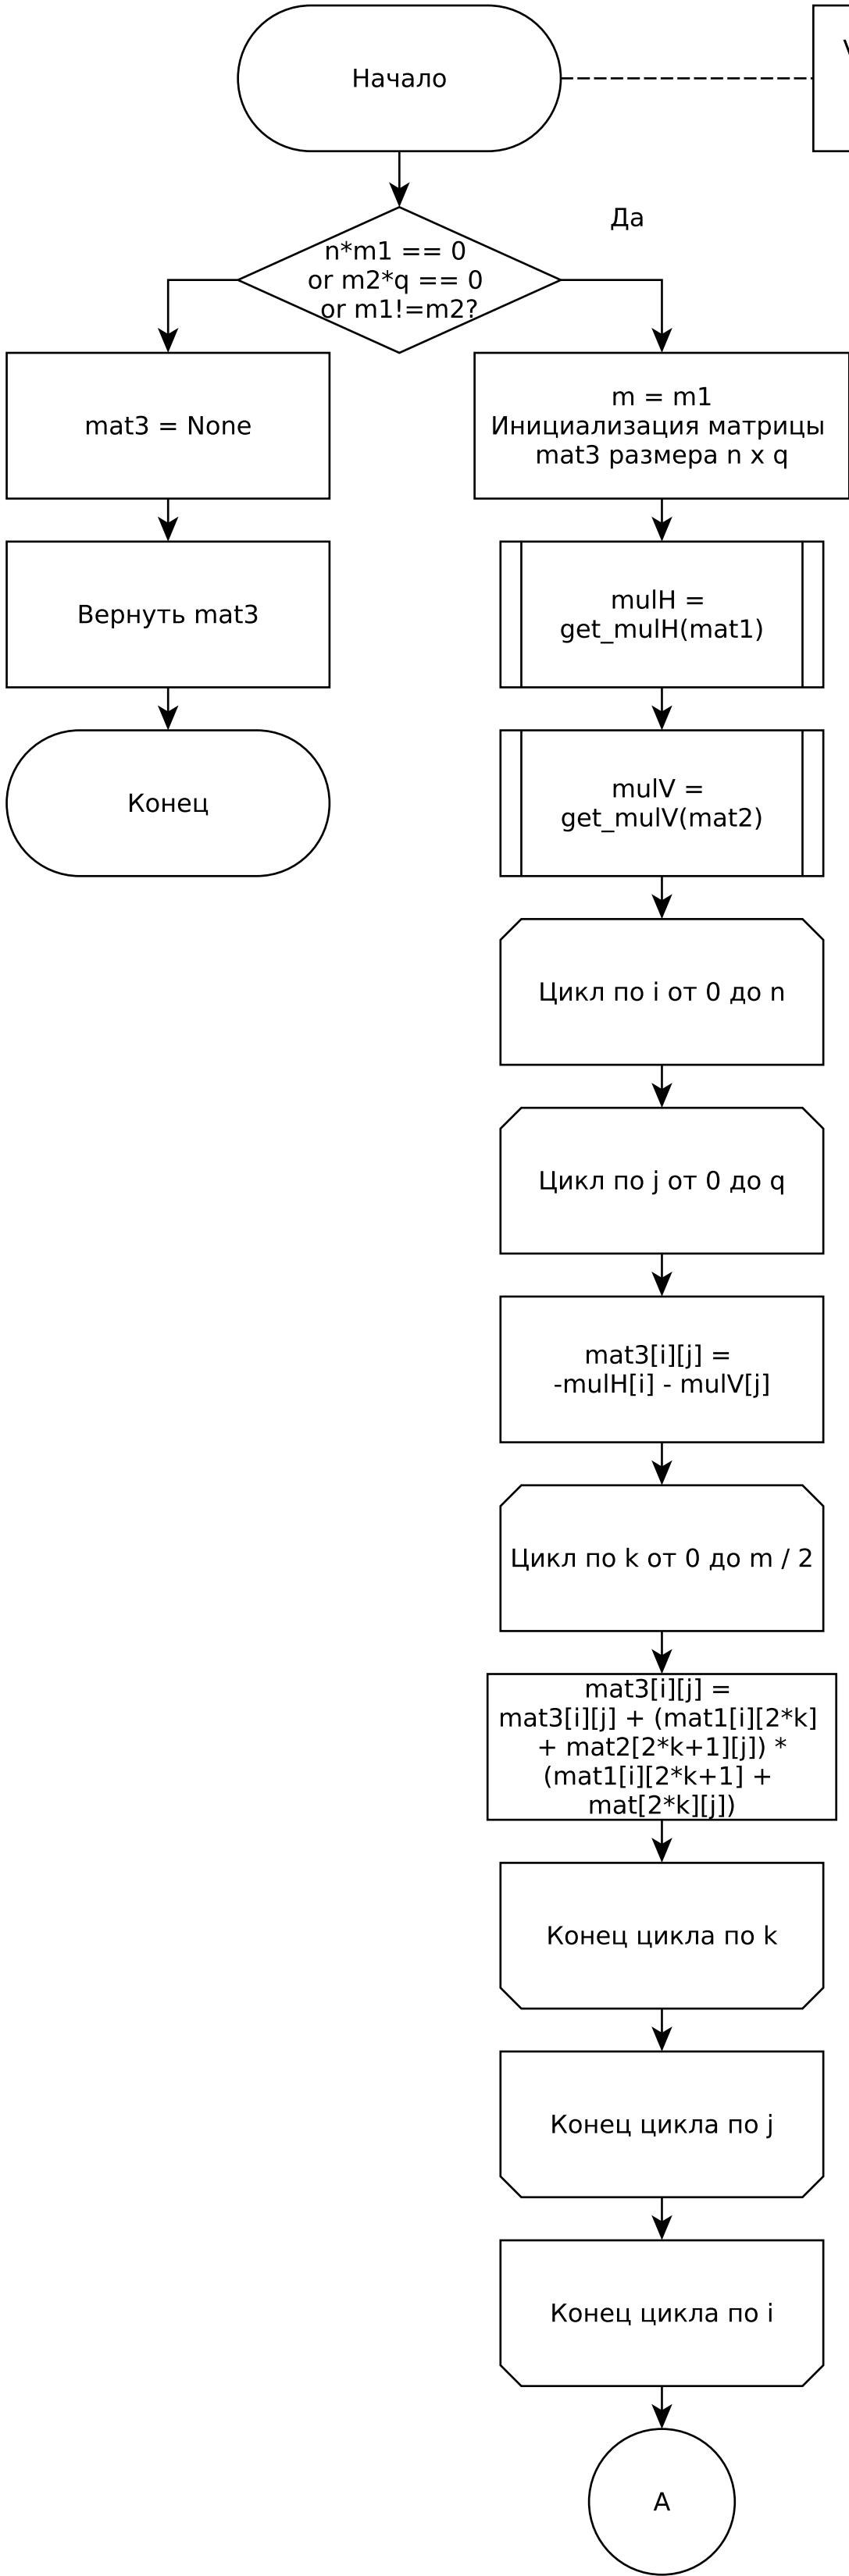 Начало
Да
n*m1 == 0
or m2*q == 0
or m1!=m2?
mat3 = None
m = m1
Инициализация матрицы
mat3 размера n x q
Вернуть mat3
mulH =
get_mulH(mat1)
Конец
mulV =
get_mulV(mat2)
Цикл по i от 0 до n
Цикл по j от 0 до q
mat3[i][j] =
-mulH[i] - mulV[j]
Цикл по k от 0 до m / 2
mat3[i][j] =
mat3[i][j] + (mat1[i][2*k]
+ mat2[2*k+1][j]) *
(mat1[i][2*k+1] +
mat[2*k][j])
Конец цикла по k
Конец цикла по j
Конец цикла по i
A